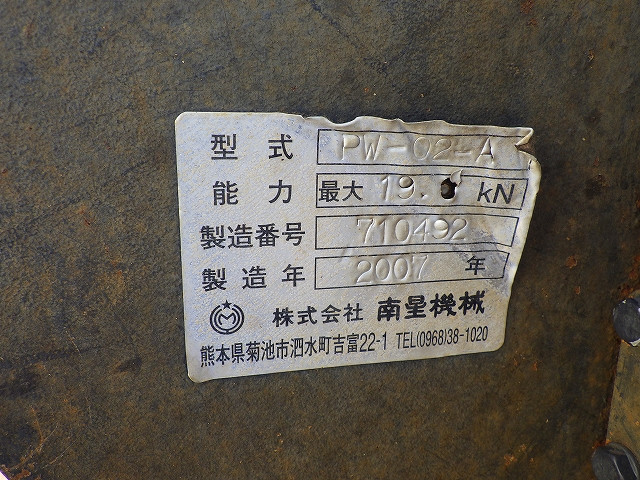 型式 PW-02-A
能力 最大 19. kN
製造番号 710492
製造年 2007 年
株式会社 南星機械
熊本県菊池市泗水町吉富22-1 TEL(0968)38-1020